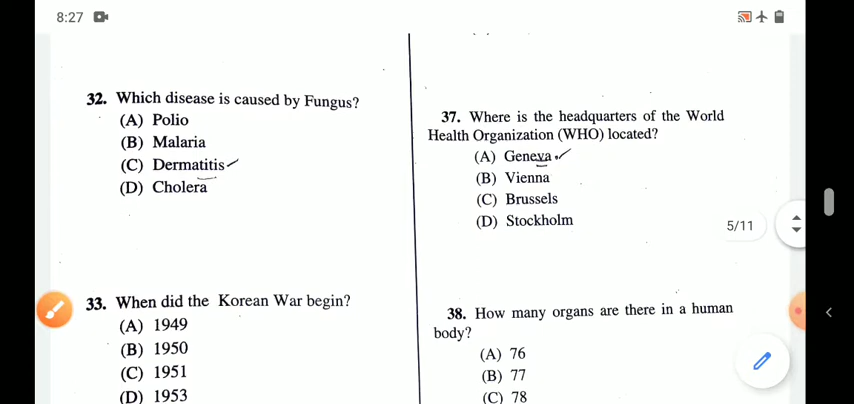 8:27
32. Which disease is caused by Fungus?
(A) Polio
(B) Malaria
(C) Dermatitis
(D) Cholera
33. When did the Korean War begin?
(A) 1949
(B) 1950
(C) 1951
(D) 1953
37. Where is the headquarters of the World
Health Organization (WHO) located?
(A) Geneva
(B) Vienna
(C) Brussels
(D) Stockholm
5/11
38. How many organs are there in a human
body?
(A) 76
(B) 77
(C) 78